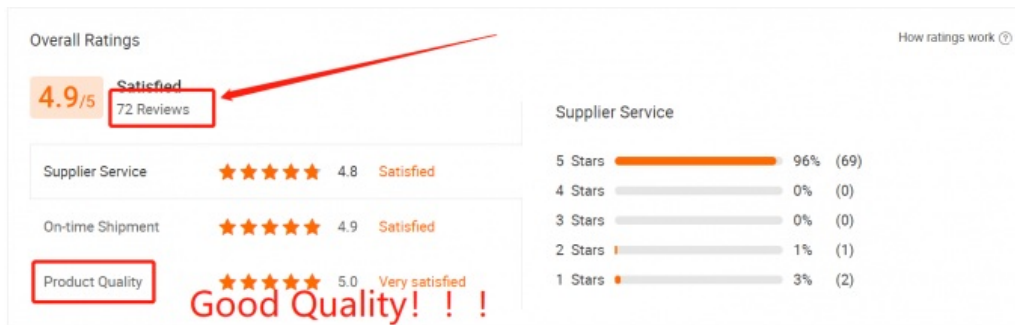 Overall Ratings
How ratings work ?
4.9/5
Satisfied
72 Reviews
Supplier Service
5 Stars 96% (69)
4 Stars 0% (0)
3 Stars 0% (0)
2 Stars 1% (1)
1 Stars 3% (2)
Supplier Service 4.8 Satisfied
On-time Shipment 4.9 Satisfied
Product Quality 5.0 Very satisfied
Good Quality！！！